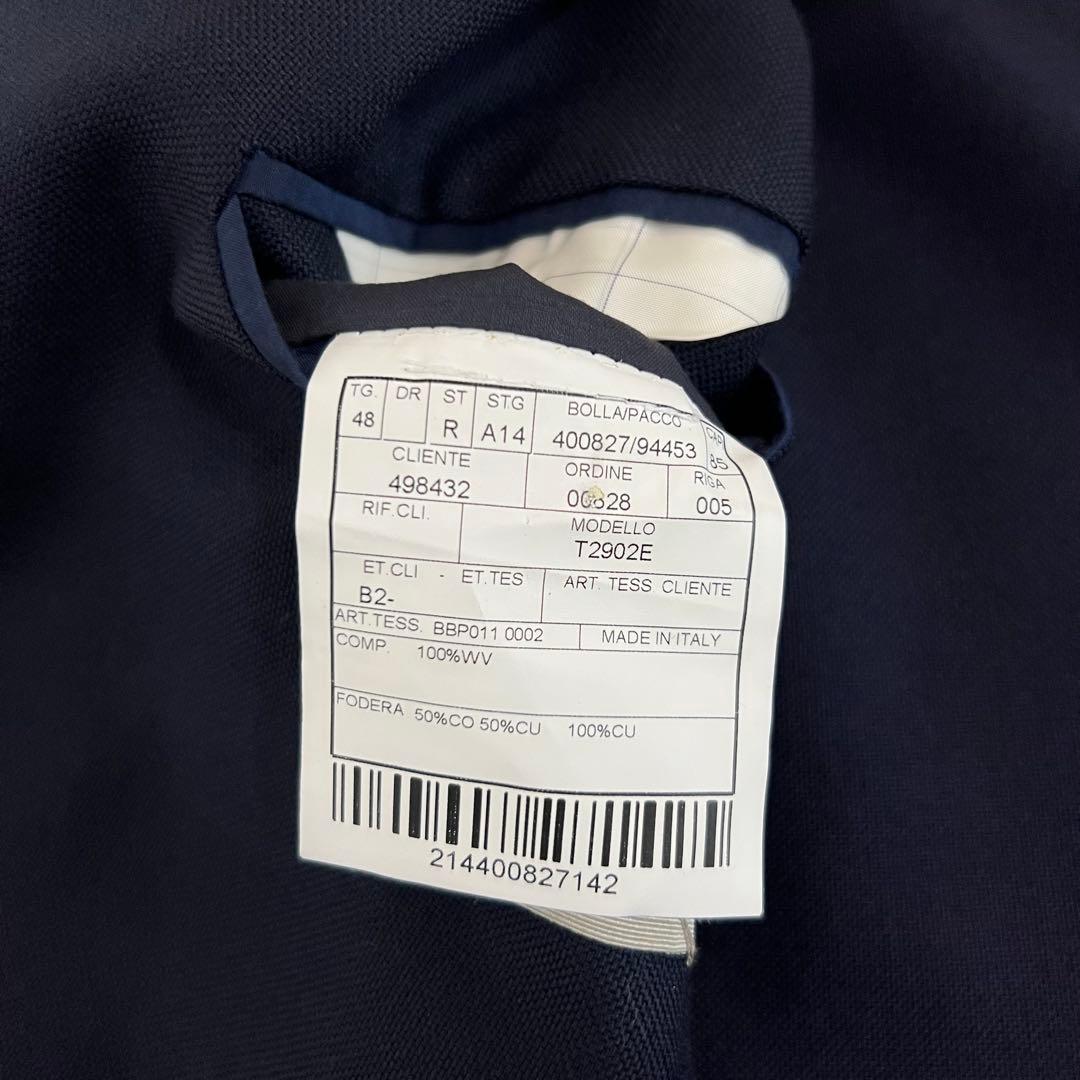 TG. DR ST STG BOLLA/PACCO CAP
48 R A14 400827/94453 85
CLIENTE ORDINE RIGA
498432 005
RIF.CLI. MODELLO
T2902E
ET.CLI - ET.TES ART. TESS CLIENTE
B2-
ART.TESS. BBP011 0002 MADE IN ITALY
COMP. 100%WV
FODERA 50%CO 50%CU 100%CU
214400827142